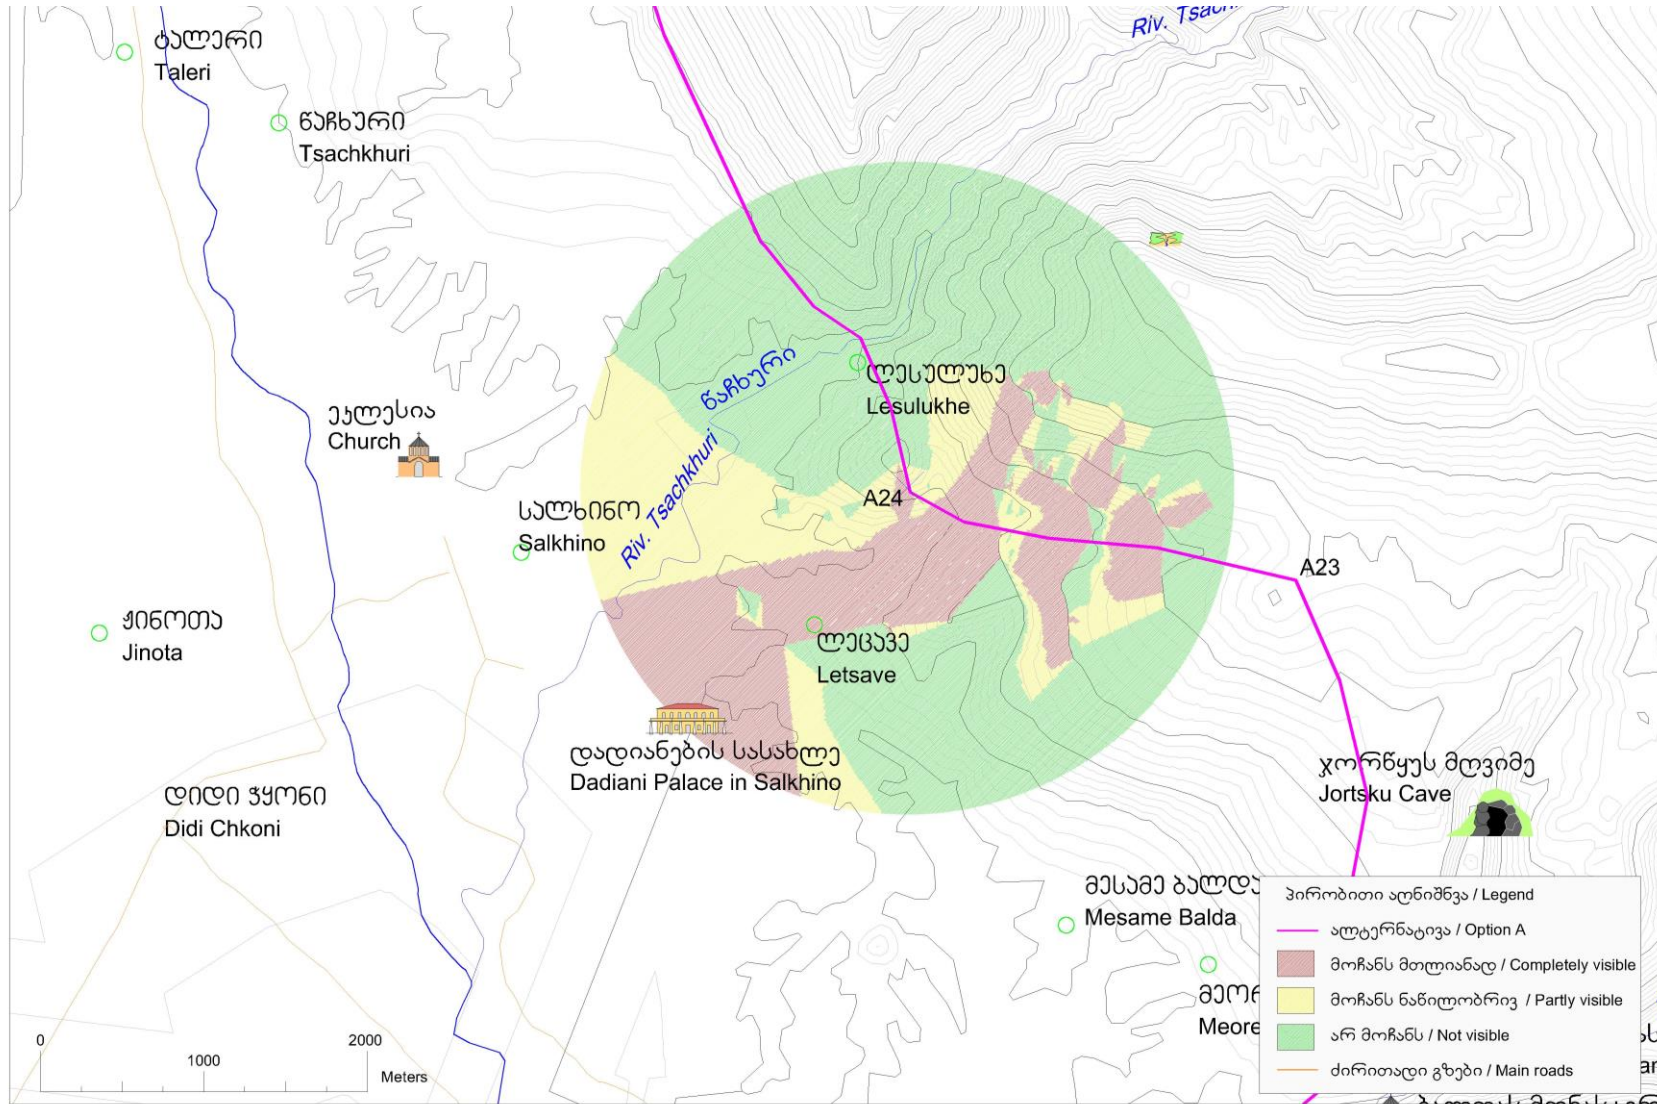 ტალერი
Taleri
Riv.
წაჩხური
Tsachkhuri
წაჩხური
Riv. Tsachkhuri
ლესულუხე
Lesulukhe
ეკლესია
Church
A24
სალხინო
Salkhino
A23
ჟინოთა
Jinota
ლეცავე
Letsave
დადიანების სასახლე
Dadiani Palace in Salkhino
ჯორწყუს მღვიმე
Jortsku Cave
დიდი ჭყონი
Didi Chkoni
მესამე ბალდა
Mesame Balda
Meore
პირობითი აღნიშნვა / Legend
ალტერნატივა / Option A
მოჩანს მთლიანად / Completely visible
მოჩანს ნაწილობრივ / Partly visible
არ მოჩანს / Not visible
ძირითადი გზები / Main roads
0
1000
2000
Meters